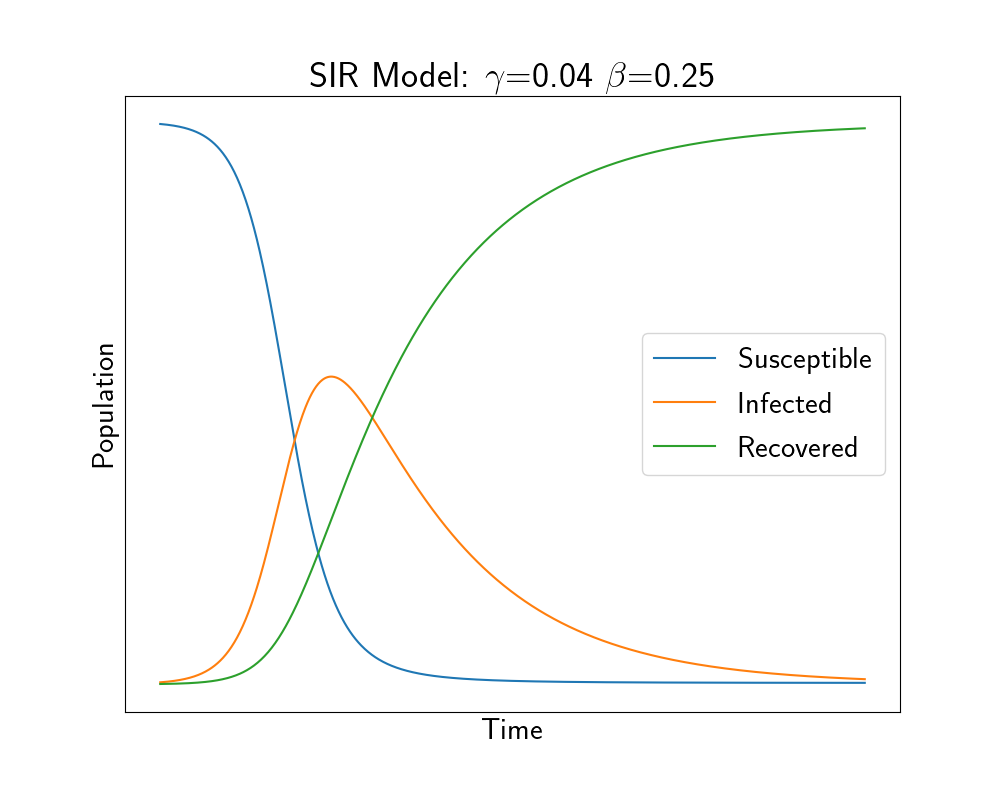 SIR Model: γ=0.04 β=0.25
Population
Susceptible
Infected
Recovered
Time